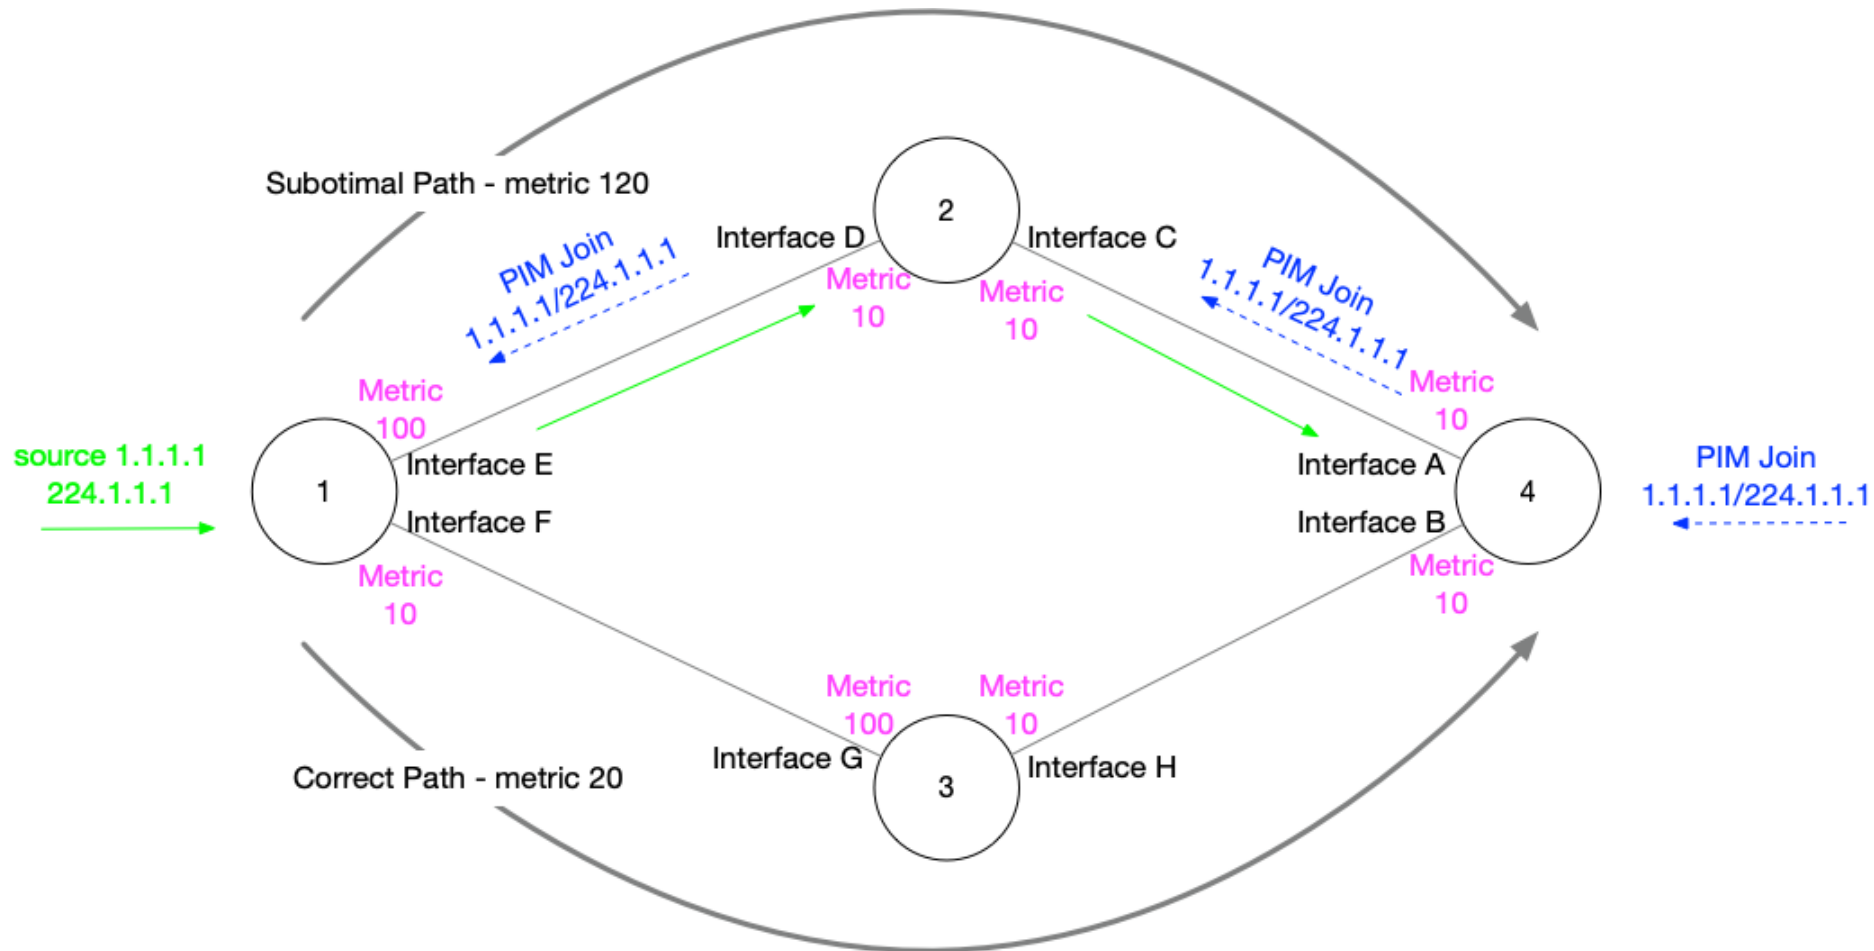 Subotimal Path - metric 120
2
Interface D
Interface C
PIM Join
1.1.1.1/224.1.1.1
Metric
10
Metric
10
PIM Join
1.1.1.1/224.1.1.1
Metric
100
Metric
10
source 1.1.1.1
224.1.1.1
1
Interface E
Interface F
Interface A
Interface B
4
PIM Join
1.1.1.1/224.1.1.1
Metric
10
Metric
10
Metric
100
Metric
10
Interface G
Interface H
3
Correct Path - metric 20